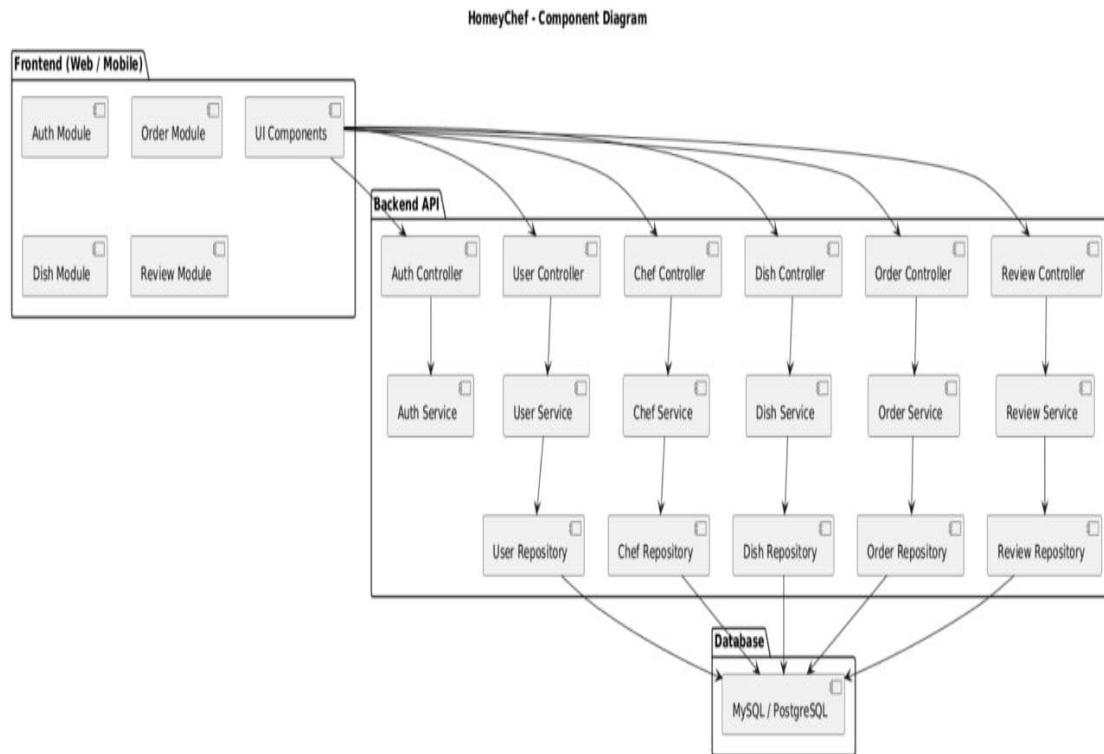 HomeyChef - Component Diagram
Frontend (Web / Mobile)
Auth Module
Order Module
UI Components
Dish Module
Review Module
Backend API
Auth Controller
User Controller
Chef Controller
Dish Controller
Order Controller
Review Controller
Auth Service
User Service
Chef Service
Dish Service
Order Service
Review Service
User Repository
Chef Repository
Dish Repository
Order Repository
Review Repository
Database
MySQL / PostgreSQL